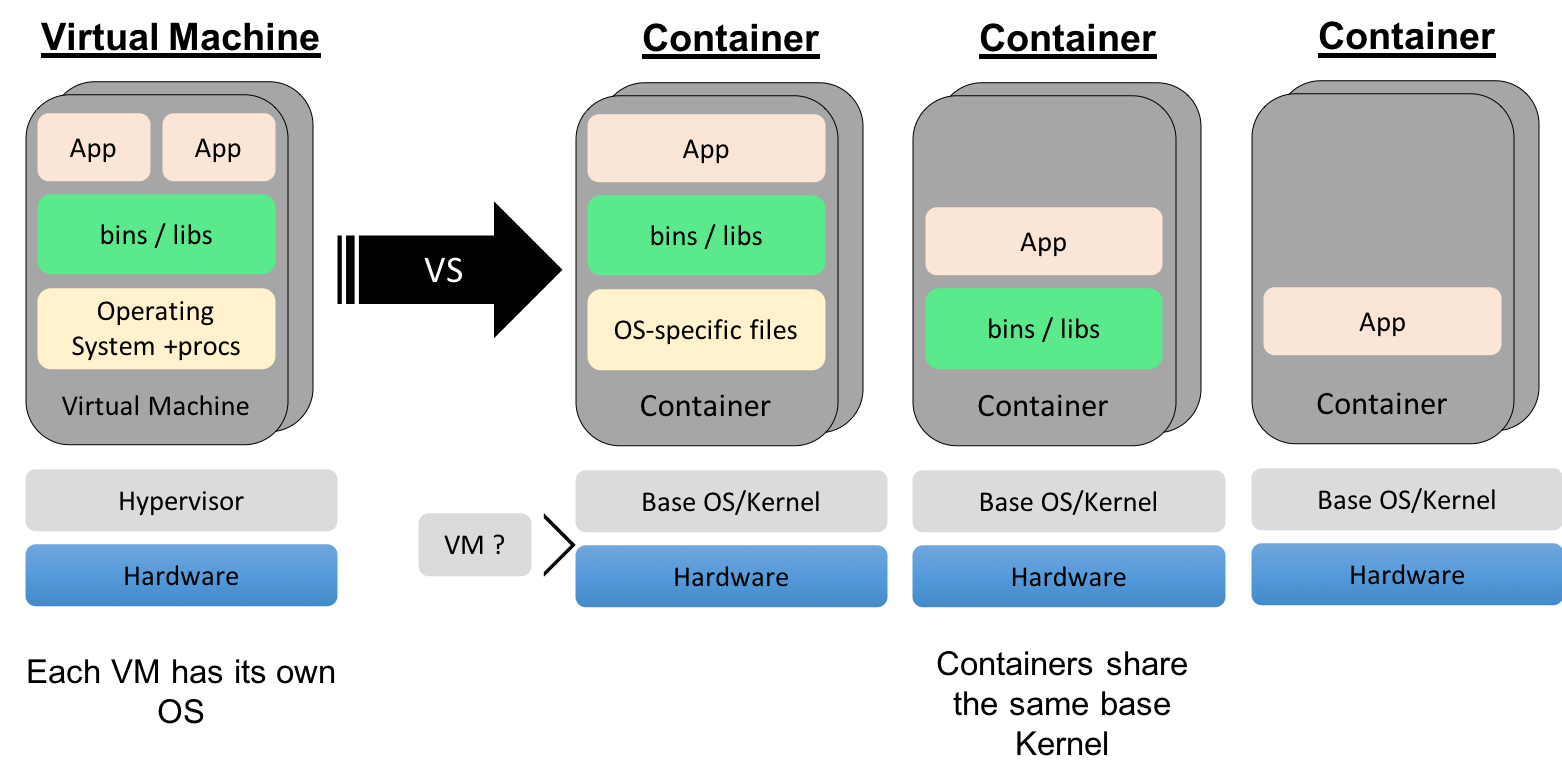 Virtual Machine
App
App
bins / libs
Operating
System +procs
Virtual Machine
Hypervisor
Hardware
Each VM has its own
OS
VS
VM ?
Container
App
bins / libs
OS-specific files
Container
Base OS/Kernel
Hardware
Container
App
bins / libs
Container
Base OS/Kernel
Hardware
Containers share
the same base
Kernel
Container
App
Container
Base OS/Kernel
Hardware